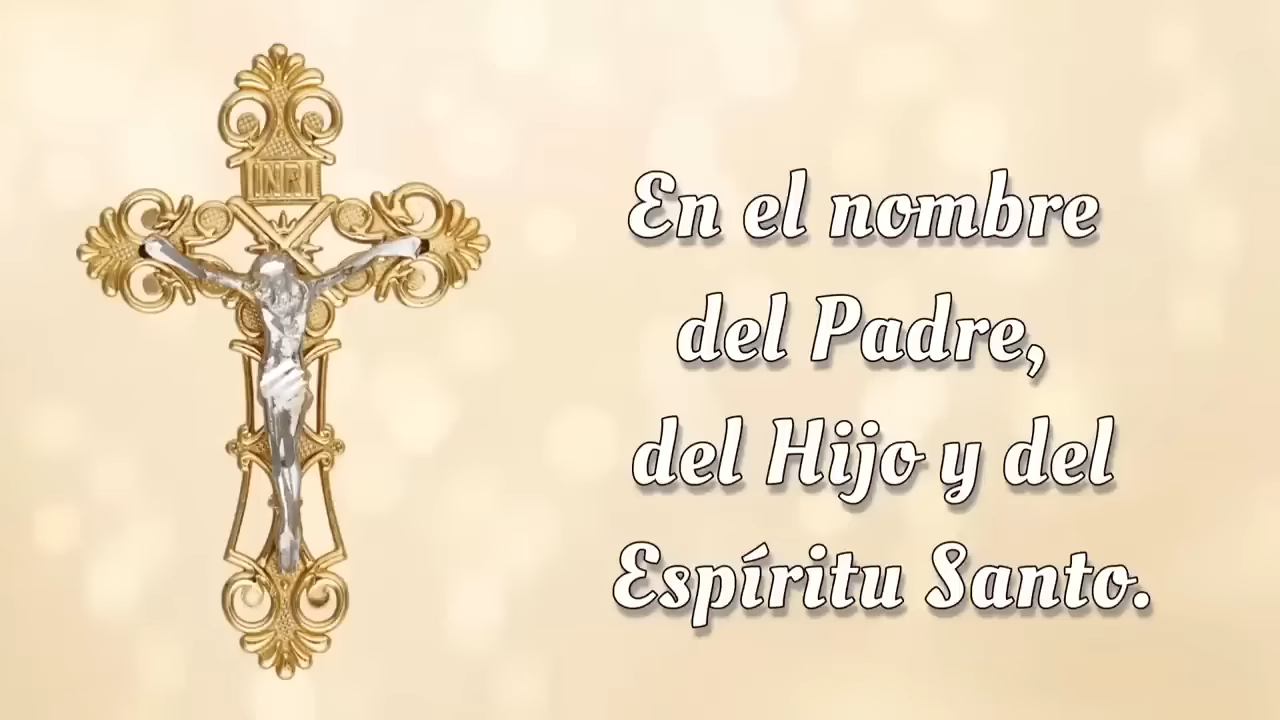 INRI
En el nombre
del Padre,
del Hijo y del
Espíritu Santo.